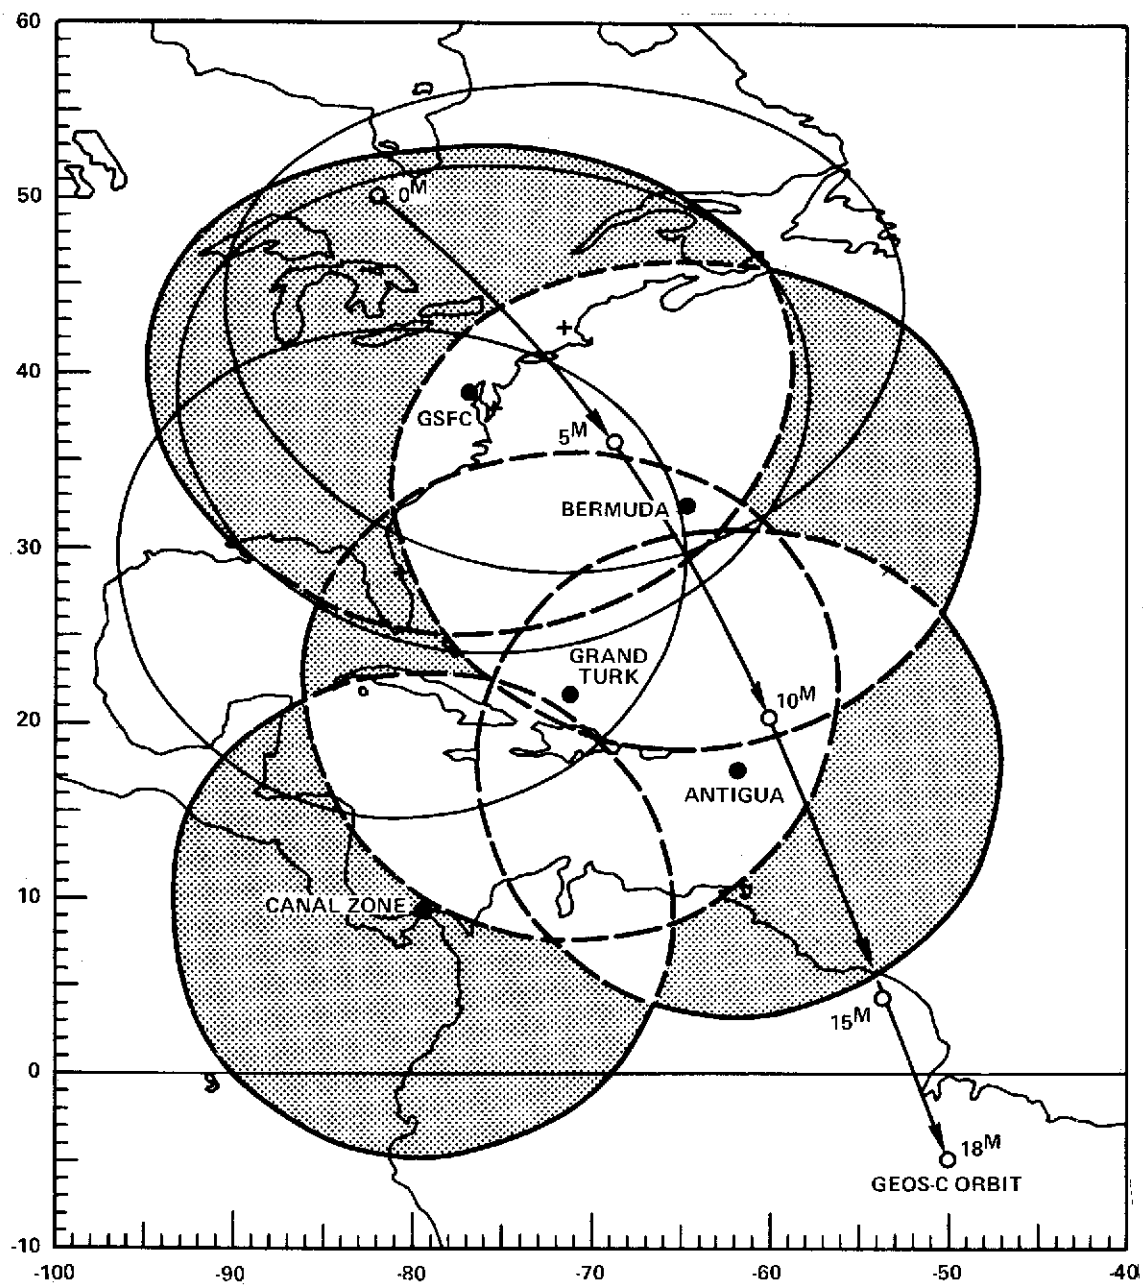 60
50
0M
40
GSFC
5M
BERMUDA
30
GRAND
TURK
10M
20
ANTIGUA
10
CANAL ZONE
15M
0
18M
GEOS-C ORBIT
-10
-100 -90 -80 -70 -60 -50 -40